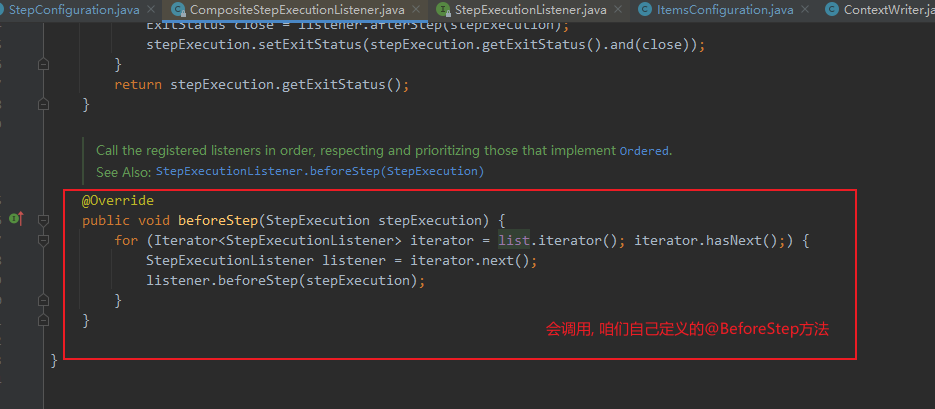 StepConfiguration.java CompositeStepExecutionListener.java StepExecutionListener.java ItemsConfiguration.java ContextWriter.ja
ExitStatus close = listener.afterStep(stepExecution);
stepExecution.setExitStatus(stepExecution.getExitStatus().and(close));
}
return stepExecution.getExitStatus();
}
Call the registered listeners in order, respecting and prioritizing those that implement Ordered.
See Also: StepExecutionListener.beforeStep(StepExecution)
@Override
public void beforeStep(StepExecution stepExecution) {
for (Iterator<StepExecutionListener> iterator = list.iterator(); iterator.hasNext();) {
StepExecutionListener listener = iterator.next();
listener.beforeStep(stepExecution);
}
}
会调用, 咱们自己定义的@BeforeStep方法
}